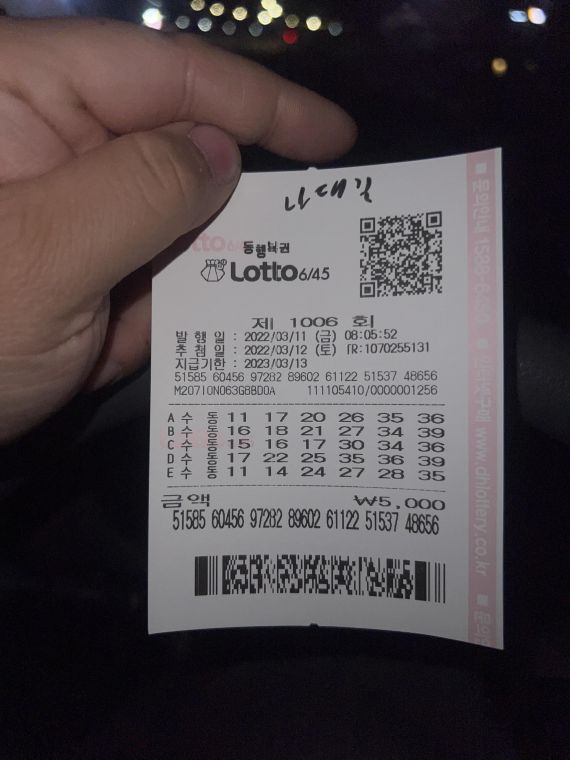 동행복권
Lotto 6/45
제 1006 회
발 행 일 : 2022/03/11 (금) 08:05:52
추 첨 일 : 2022/03/12 (토) TR:1070255131
지급기한 : 2023/03/13
51585 60456 97282 89602 61122 51537 48656
111105410/0000001256
A 수 동 11 17 20 26 35 36
B 수 동 16 18 21 27 34 39
C 수 동 15 16 17 30 34 36
D 수 동 17 22 25 35 36 39
E 수 동 11 14 24 27 28 35
금액 ₩5,000
51585 60456 97282 89602 61122 51537 48656
www.dhlottery.co.kr